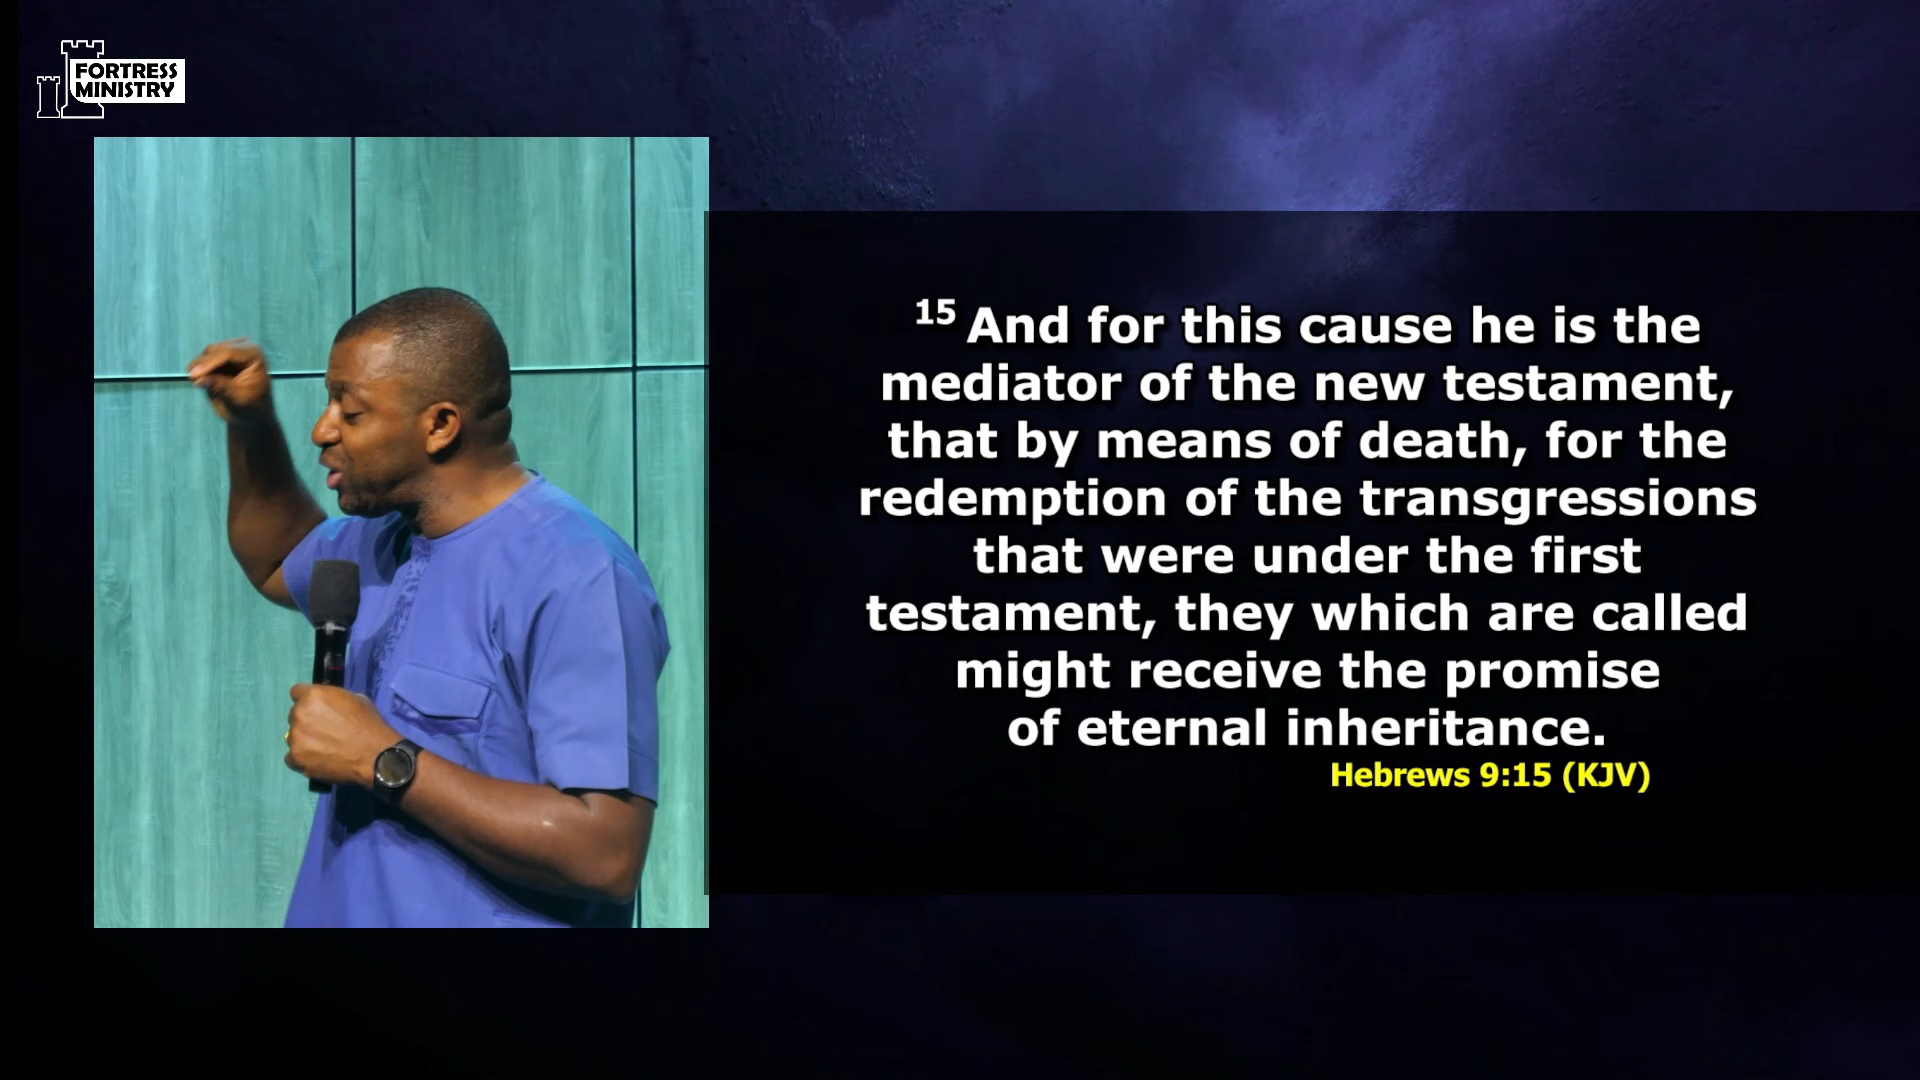 FORTRESS
MINISTRY
15 And for this cause he is the
mediator of the new testament,
that by means of death, for the
redemption of the transgressions
that were under the first
testament, they which are called
might receive the promise
of eternal inheritance.
Hebrews 9:15 (KJV)